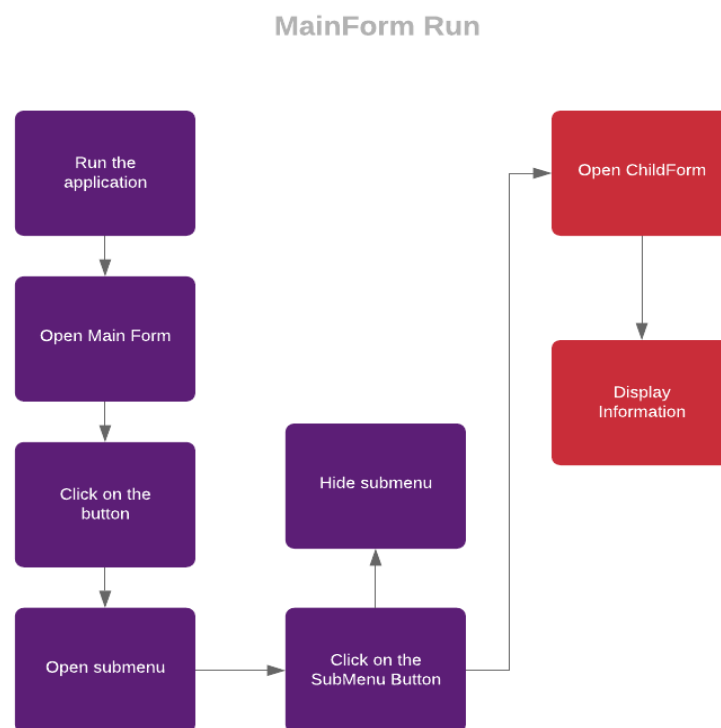 MainForm Run
Run the
application
Open Main Form
Click on the
button
Open submenu
Hide submenu
Click on the
SubMenu Button
Open ChildForm
Display
Information